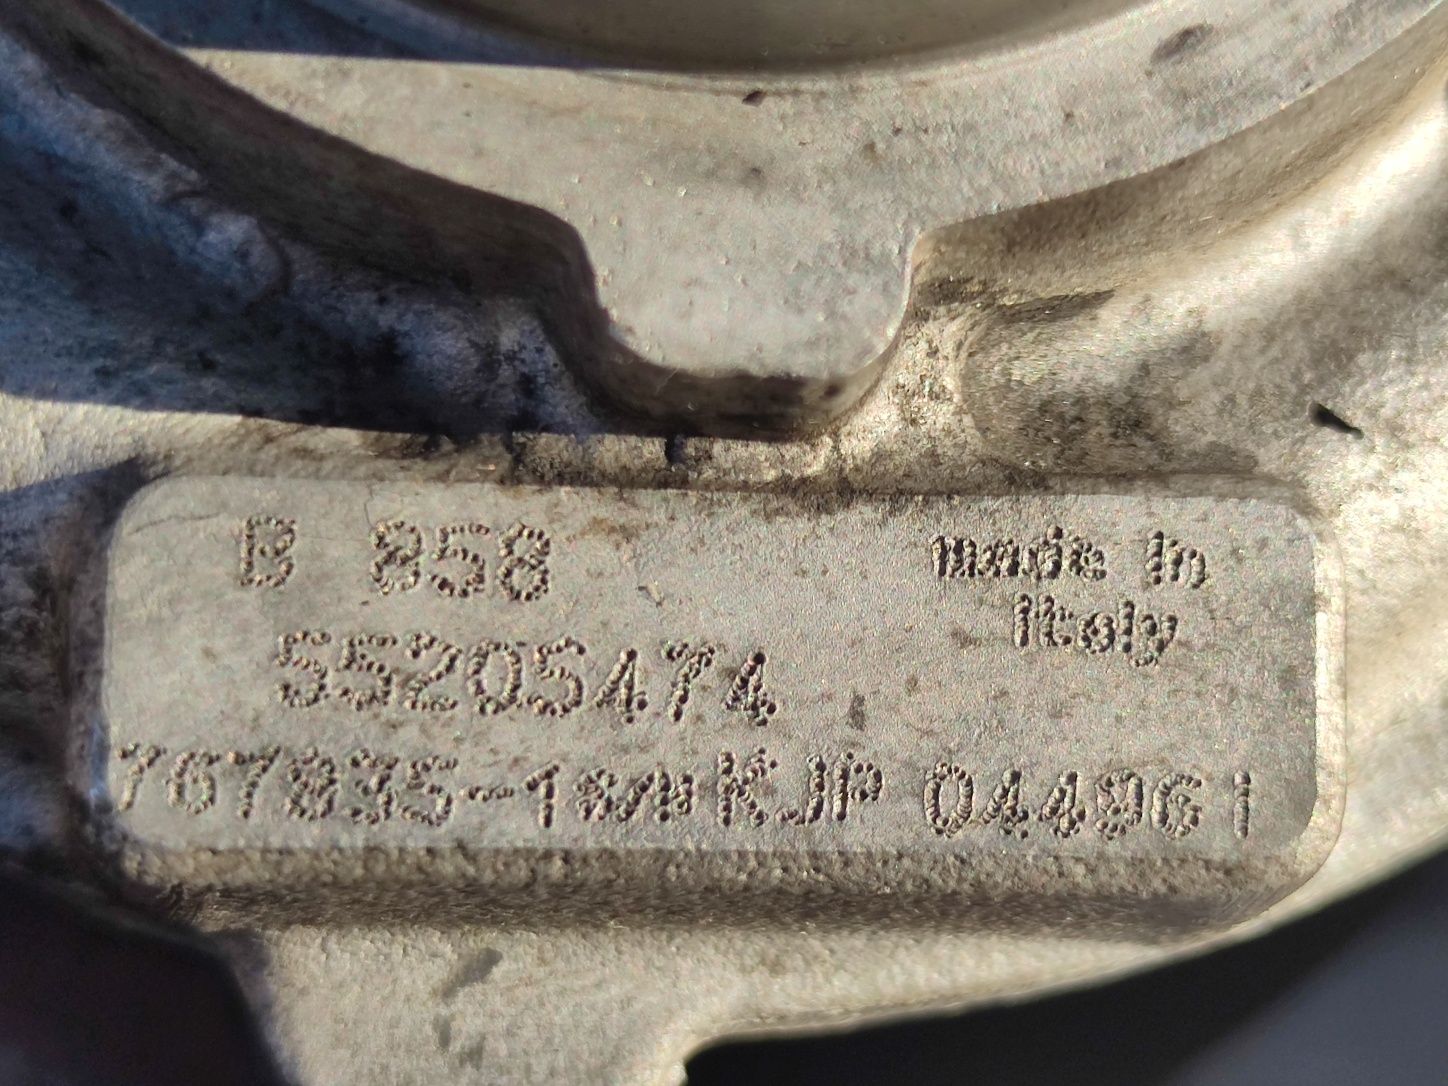 B 858 made in
Italy
55205474
767835-1 S/N KJP 044961